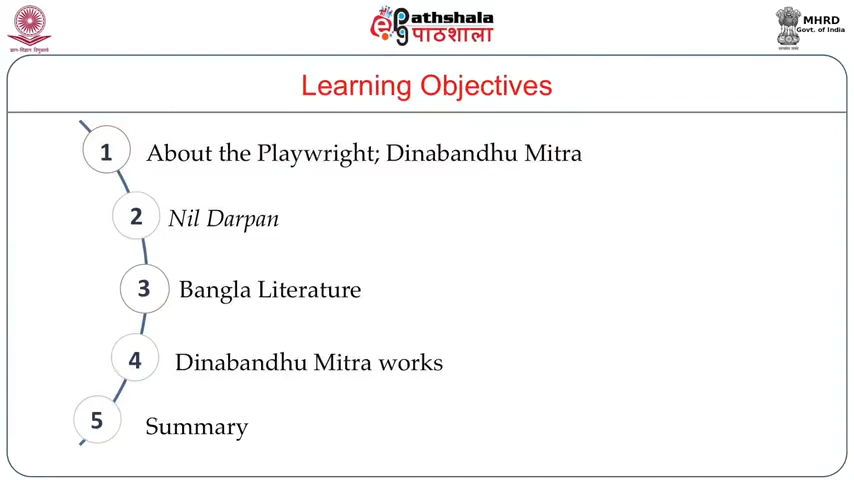 ePathshala
पाठशाला
MHRD
Govt. of India
Learning Objectives
1 About the Playwright; Dinabandhu Mitra
2 Nil Darpan
3 Bangla Literature
4 Dinabandhu Mitra works
5 Summary